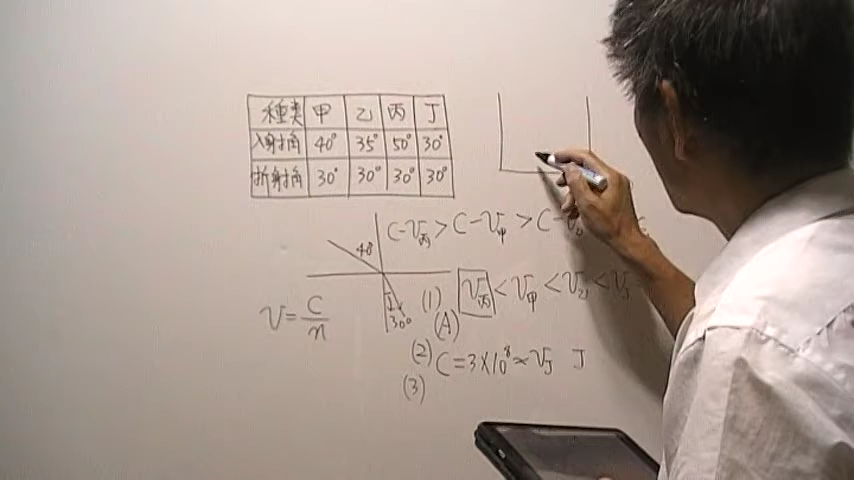 種类 甲 乙 丙 丁
入射角 40° 35° 50° 30°
折射角 30° 30° 30° 30°
C-V丙>C-V甲>C-V乙
40
30°
V=C/n
(1) V丙<V甲<V乙<V丁
(A)
(2) C=3×10⁸≈V丁 丁
(3)